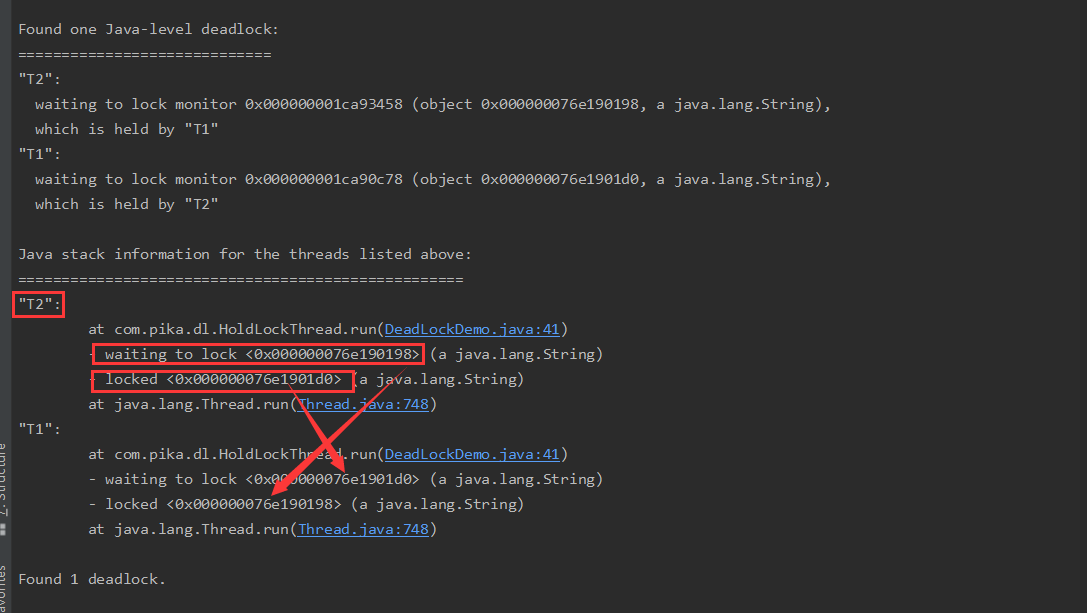 Found one Java-level deadlock:
=============================
"T2":
  waiting to lock monitor 0x000000001ca93458 (object 0x000000076e190198, a java.lang.String),
  which is held by "T1"
"T1":
  waiting to lock monitor 0x000000001ca90c78 (object 0x000000076e1901d0, a java.lang.String),
  which is held by "T2"
Java stack information for the threads listed above:
===================================================
"T2":
        at com.pika.dl.HoldLockThread.run(DeadLockDemo.java:41)
        - waiting to lock <0x000000076e190198> (a java.lang.String)
        - locked <0x000000076e1901d0> (a java.lang.String)
        at java.lang.Thread.run(Thread.java:748)
"T1":
        at com.pika.dl.HoldLockThread.run(DeadLockDemo.java:41)
        - waiting to lock <0x000000076e1901d0> (a java.lang.String)
        - locked <0x000000076e190198> (a java.lang.String)
        at java.lang.Thread.run(Thread.java:748)
Found 1 deadlock.
Z: Structure